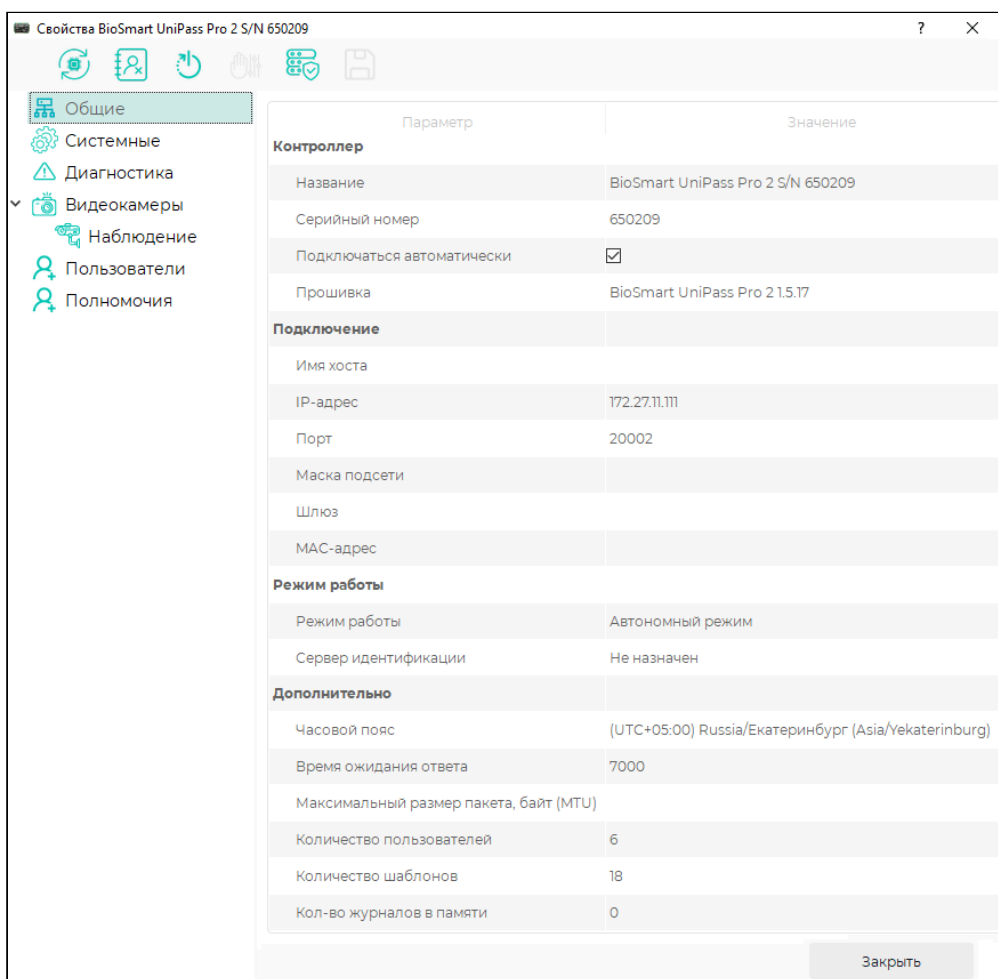 Свойства BioSmart UniPass Pro 2 S/N 650209
?
Общие
Системные
Диагностика
Видеокамеры
Наблюдение
Пользователи
Полномочия
Параметр Значение
Контроллер
Название BioSmart UniPass Pro 2 S/N 650209
Серийный номер 650209
Подключаться автоматически
Прошивка BioSmart UniPass Pro 2 1.5.17
Подключение
Имя хоста
IP-адрес 172.27.11.111
Порт 20002
Маска подсети
Шлюз
MAC-адрес
Режим работы
Режим работы Автономный режим
Сервер идентификации Не назначен
Дополнительно
Часовой пояс (UTC+05:00) Russia/Екатеринбург (Asia/Yekaterinburg)
Время ожидания ответа 7000
Максимальный размер пакета, байт (MTU)
Количество пользователей 6
Количество шаблонов 18
Кол-во журналов в памяти 0
Закрыть